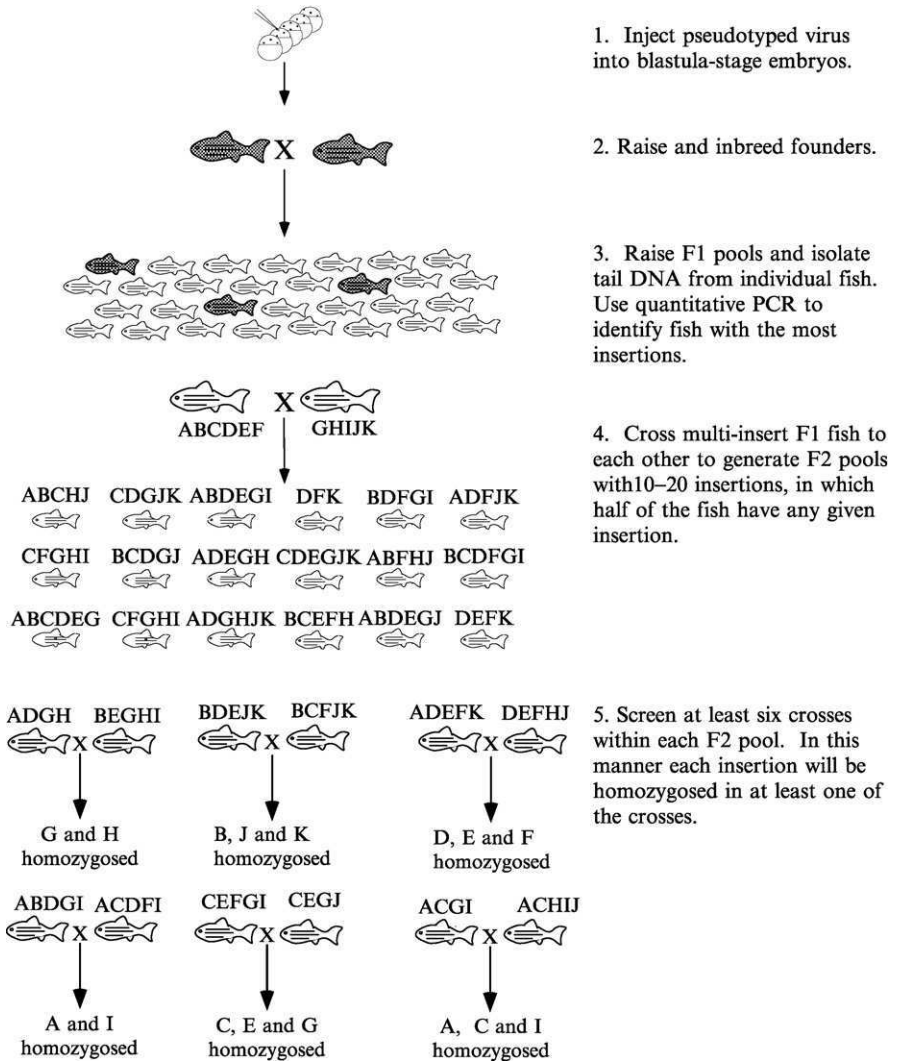 1. Inject pseudotyped virus
into blastula-stage embryos.
X
2. Raise and inbreed founders.
3. Raise F1 pools and isolate
tail DNA from individual fish.
Use quantitative PCR to
identify fish with the most
insertions.
X
ABCDEF GHIJK
4. Cross multi-insert F1 fish to
each other to generate F2 pools
with10–20 insertions, in which
half of the fish have any given
insertion.
ABCHJ CDGJK ABDEGI DFK BDFGI ADFJK
CFGHI BCDGJ ADEGH CDEGJK ABFHJ BCDFGI
ABCDEG CFGHI ADGHJK BCEFH ABDEGJ DEFK
5. Screen at least six crosses
within each F2 pool. In this
manner each insertion will be
homozygosed in at least one of
the crosses.
ADGH BEGHI BDEJK BCFJK ADEFK DEFHJ
X X X
G and H
homozygosed
B, J and K
homozygosed
D, E and F
homozygosed
ABDGI ACDFI CEFGI CEGJ ACGI ACHIJ
X X X
A and I
homozygosed
C, E and G
homozygosed
A, C and I
homozygosed